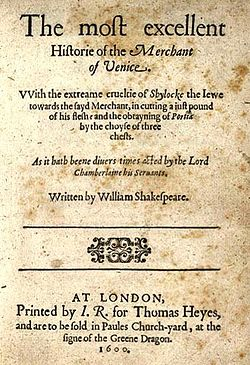 The most excellent
Historie of the Merchant
of Venice.
VVith the extreame crueltie of Shylocke the Iewe
towards the sayd Merchant, in cutting a iust pound
of his flesh: and the obtayning of Portia
by the choyse of three
chests.
As it hath beene diuers times acted by the Lord
Chamberlaine his Seruants.
Written by William Shakespeare.
AT LONDON,
Printed by I. R. for Thomas Heyes,
and are to be sold in Paules Church-yard, at the
signe of the Greene Dragon.
1600.